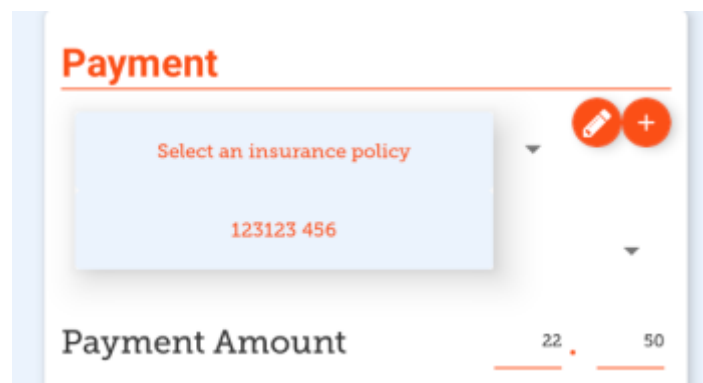 Payment
+
Select an insurance policy
123123 456
Payment Amount 22 . 50